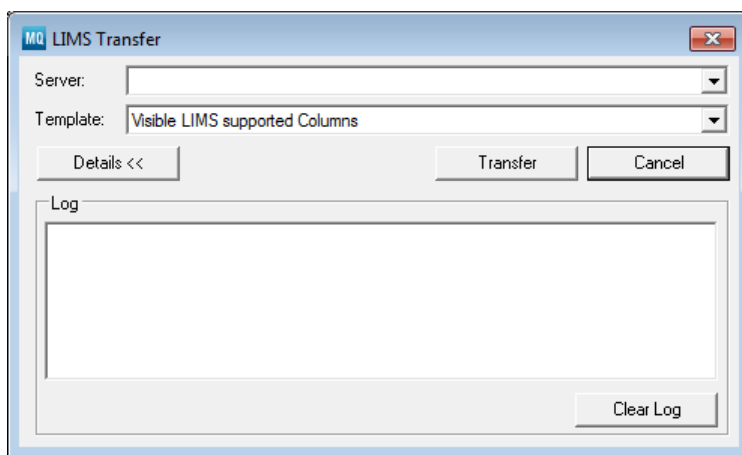 MQ LIMS Transfer
Server:
Template: Visible LIMS supported Columns
Details << Transfer Cancel
Log
Clear Log